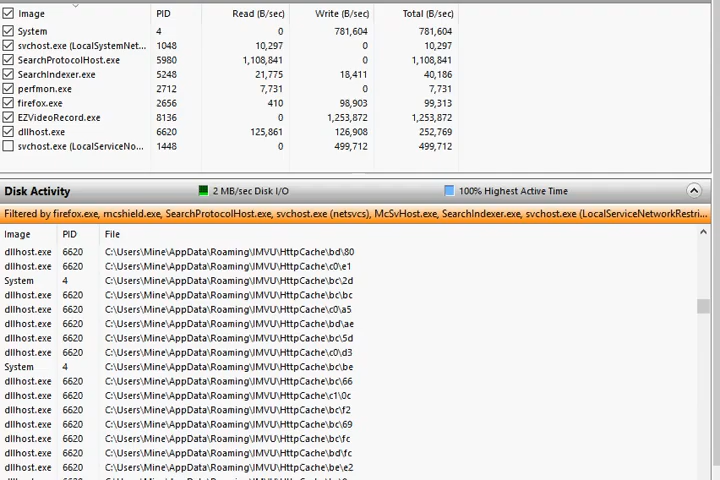 Image PID Read (B/sec) Write (B/sec) Total (B/sec)
System 4 0 781,604 781,604
svchost.exe (LocalSystemNet... 1048 10,297 0 10,297
SearchProtocolHost.exe 5980 1,108,841 0 1,108,841
SearchIndexer.exe 5248 21,775 18,411 40,186
perfmon.exe 2712 7,731 0 7,731
firefox.exe 2656 410 98,903 99,313
EZVideoRecord.exe 8136 0 1,253,872 1,253,872
dllhost.exe 6620 125,861 126,908 252,769
svchost.exe (LocalServiceNo... 1448 0 499,712 499,712
Disk Activity 2 MB/sec Disk I/O 100% Highest Active Time
Filtered by firefox.exe, mcshield.exe, SearchProtocolHost.exe, svchost.exe (netsvcs), McSvHost.exe, SearchIndexer.exe, svchost.exe (LocalServiceNetworkRestri...
Image PID File
dllhost.exe 6620 C:\Users\Mine\AppData\Roaming\IMVU\HttpCache\bd\80
dllhost.exe 6620 C:\Users\Mine\AppData\Roaming\IMVU\HttpCache\c0\e1
System 4 C:\Users\Mine\AppData\Roaming\IMVU\HttpCache\bc\2d
dllhost.exe 6620 C:\Users\Mine\AppData\Roaming\IMVU\HttpCache\bc\bc
dllhost.exe 6620 C:\Users\Mine\AppData\Roaming\IMVU\HttpCache\c0\a5
dllhost.exe 6620 C:\Users\Mine\AppData\Roaming\IMVU\HttpCache\bd\ae
dllhost.exe 6620 C:\Users\Mine\AppData\Roaming\IMVU\HttpCache\bc\5d
dllhost.exe 6620 C:\Users\Mine\AppData\Roaming\IMVU\HttpCache\c0\d3
System 4 C:\Users\Mine\AppData\Roaming\IMVU\HttpCache\bc\be
dllhost.exe 6620 C:\Users\Mine\AppData\Roaming\IMVU\HttpCache\bc\66
dllhost.exe 6620 C:\Users\Mine\AppData\Roaming\IMVU\HttpCache\c1\0c
dllhost.exe 6620 C:\Users\Mine\AppData\Roaming\IMVU\HttpCache\bc\f2
dllhost.exe 6620 C:\Users\Mine\AppData\Roaming\IMVU\HttpCache\bc\69
dllhost.exe 6620 C:\Users\Mine\AppData\Roaming\IMVU\HttpCache\bc\fc
dllhost.exe 6620 C:\Users\Mine\AppData\Roaming\IMVU\HttpCache\bd\fc
dllhost.exe 6620 C:\Users\Mine\AppData\Roaming\IMVU\HttpCache\be\e2